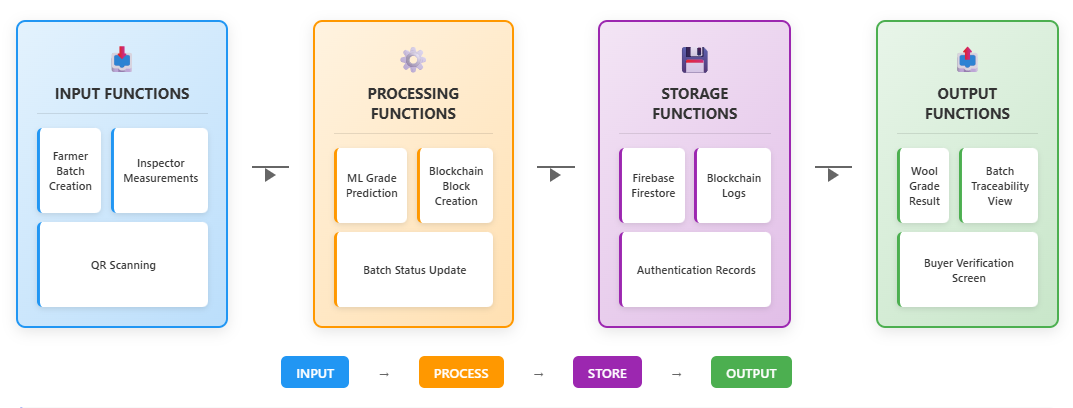 INPUT FUNCTIONS
Farmer
Batch
Creation
Inspector
Measurements
QR Scanning
PROCESSING
FUNCTIONS
ML Grade
Prediction
Blockchain
Block
Creation
Batch Status Update
STORAGE
FUNCTIONS
Firebase
Firestore
Blockchain
Logs
Authentication Records
OUTPUT
FUNCTIONS
Wool
Grade
Result
Batch
Traceability
View
Buyer Verification
Screen
INPUT → PROCESS → STORE → OUTPUT